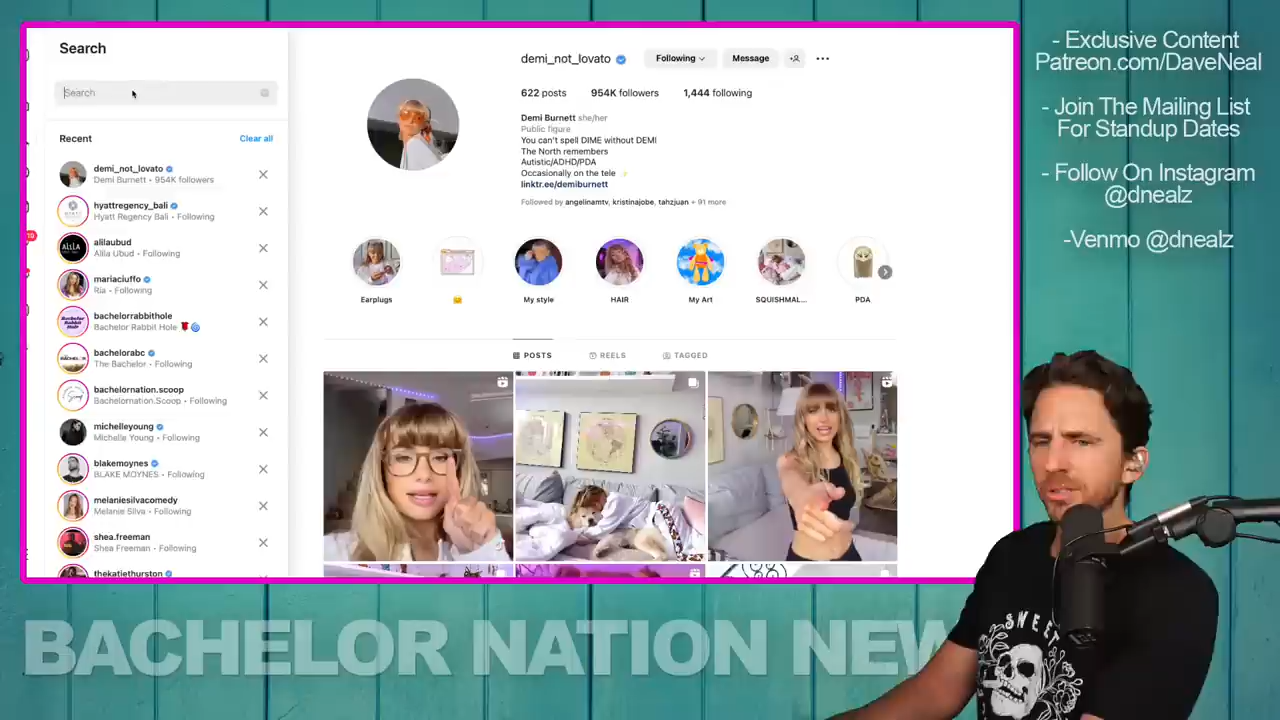 Search
Search
Recent
Clear all
demi_not_lovato
Demi Burnett • 954K followers
hyattregency_bali
Hyatt Regency Bali • Following
alilaubud
Alila Ubud • Following
mariaciuffo
Ria • Following
bachelorrabbithole
Bachelor Rabbit Hole
bachelorabc
The Bachelor • Following
bachelornation.scoop
Bachelornation.Scoop • Following
michelleyoung
Michelle Young • Following
blakemoynes
BLAKE MOYNES • Following
melaniesilvacomedy
Melanie Silva • Following
shea.freeman
Shea Freeman • Following
thekatiethurston
demi_not_lovato
Following
Message
622 posts
954K followers
1,444 following
Demi Burnett she/her
Public figure
You can't spell DIME without DEMI
The North remembers
Autistic/ADHD/PDA
Occasionally on the tele
linktr.ee/demiburnett
Followed by angelinamtv, kristinajobe, tahzjuan + 91 more
Earplugs
My style
HAIR
My Art
SQUISHMAL...
PDA
POSTS
REELS
TAGGED
- Exclusive Content
Patreon.com/DaveNeal
- Join The Mailing List
For Standup Dates
- Follow On Instagram
@dnealz
-Venmo @dnealz
SWEET
BACHELOR NATION NEW